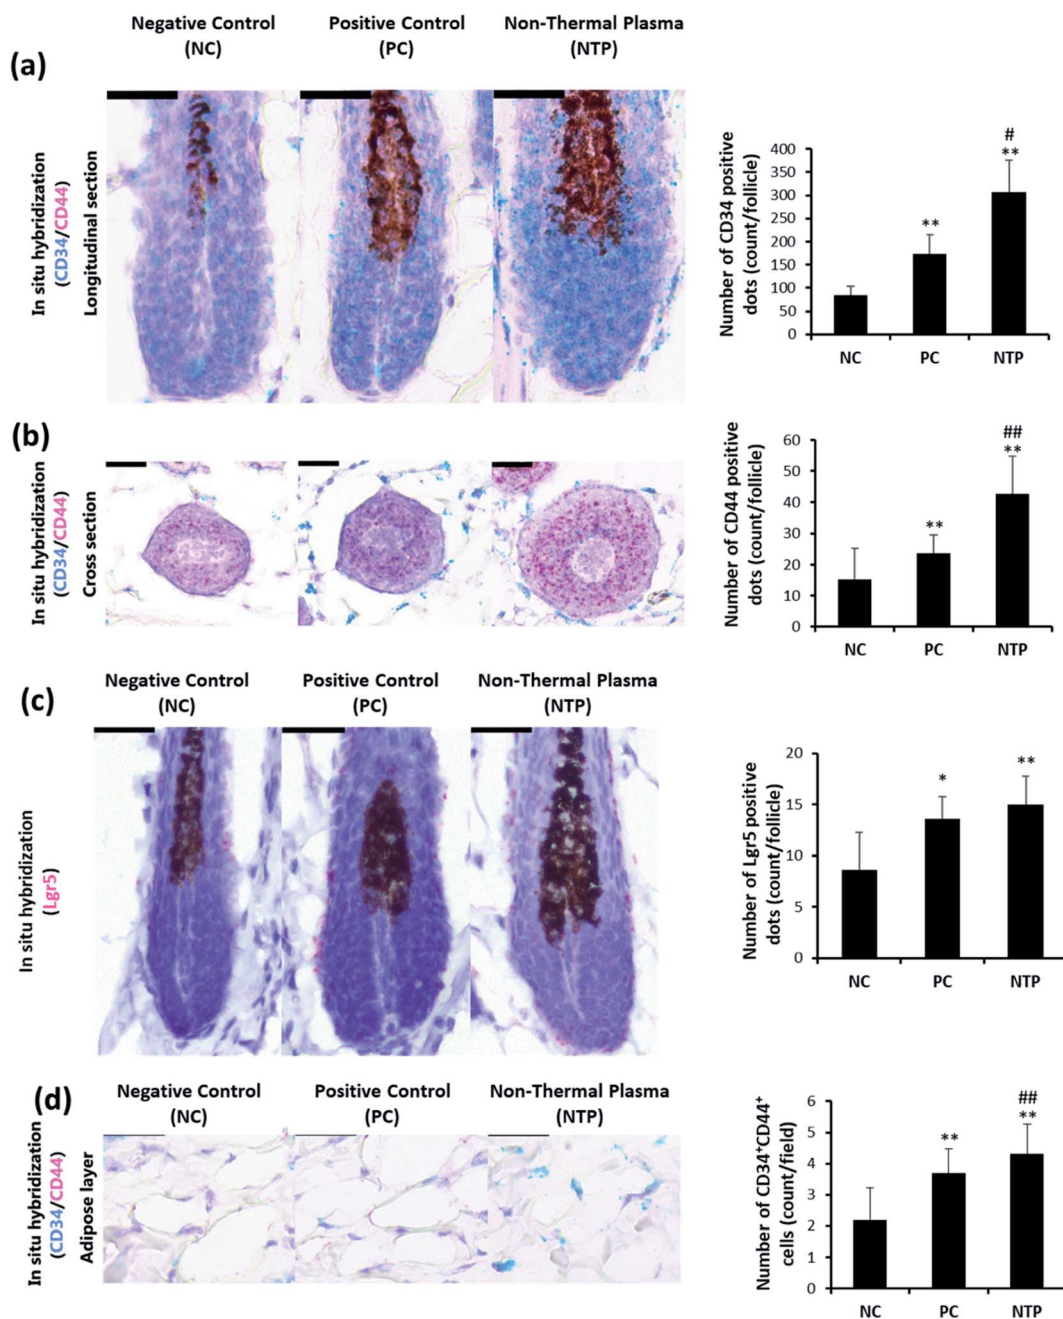 Negative Control
(NC)
Positive Control
(PC)
Non-Thermal Plasma
(NTP)
(a)
In situ hybridization
(CD34/CD44)
Longitudinal section
Number of CD34 positive
dots (count/follicle)
400
350
300
250
200
150
100
50
0
**
#
**
NC
PC
NTP
(b)
In situ hybridization
(CD34/CD44)
Cross section
Number of CD44 positive
dots (count/follicle)
60
50
40
30
20
10
0
**
##
**
NC
PC
NTP
(c)
Negative Control
(NC)
Positive Control
(PC)
Non-Thermal Plasma
(NTP)
In situ hybridization
(Lgr5)
Number of Lgr5 positive
dots (count/follicle)
20
15
10
5
0
*
**
NC
PC
NTP
(d)
Negative Control
(NC)
Positive Control
(PC)
Non-Thermal Plasma
(NTP)
In situ hybridization
(CD34/CD44)
Adipose layer
Number of CD34⁺CD44⁺
cells (count/field)
6
5
4
3
2
1
0
**
##
**
NC
PC
NTP